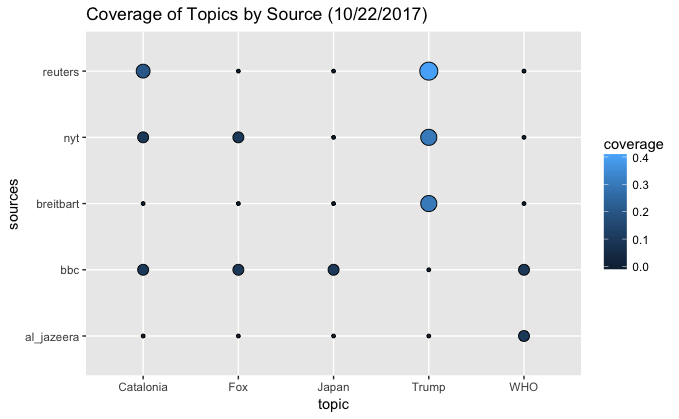 Coverage of Topics by Source (10/22/2017)
sources
reuters
nyt
breitbart
bbc
al_jazeera
Catalonia Fox Japan Trump WHO
topic
coverage
0.4
0.3
0.2
0.1
0.0